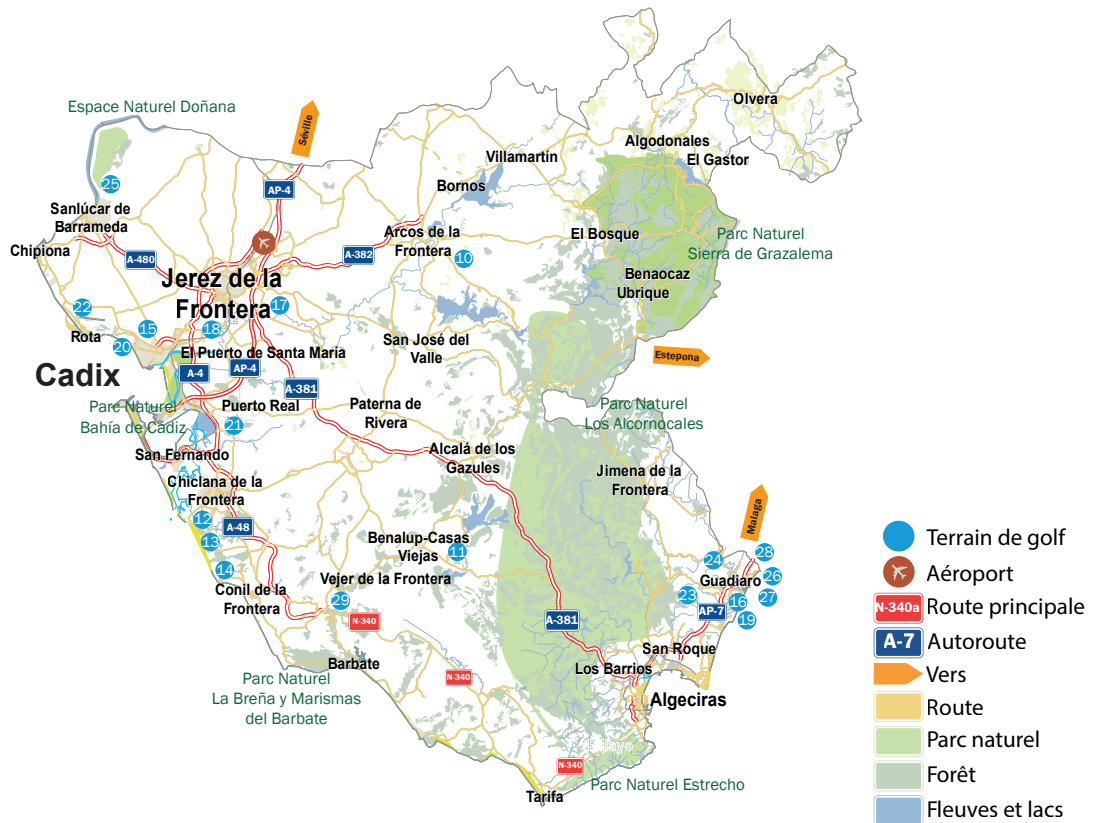 Espace Naturel Doñana
Séville
Olvera
Algodonales
El Gastor
Villamartín
AP-4
Bornos
25
Sanlúcar de
Barrameda
Chipiona
A-480
A-382
Arcos de la
Frontera
10
El Bosque
Parc Naturel
Sierra de Grazalema
Benaocaz
Ubrique
Jerez de la
Frontera
17
22
Rota
15
18
20
El Puerto de Santa María
San José del
Valle
Estepona
Cadix
A-4
AP-4
A-381
Parc Naturel
Bahía de Cádiz
Puerto Real
21
Paterna de
Rivera
Parc Naturel
Los Alcornocales
San Fernando
Alcalá de los
Gazules
Jimena de la
Frontera
Chiclana de la
Frontera
12
A-48
13
Benalup-Casas
Viejas
11
Malaga
14
Conil de la
Frontera
Vejer de la Frontera
29
N-340
24
28
Guadiaro
26
23
27
16
AP-7
19
A-381
San Roque
Los Barrios
Barbate
N-340
Parc Naturel
La Breña y Marismas
del Barbate
Algeciras
N-340
Parc Naturel Estrecho
Tarifa
Terrain de golf
Aéroport
N-340a
Route principale
A-7
Autoroute
Vers
Route
Parc naturel
Forêt
Fleuves et lacs